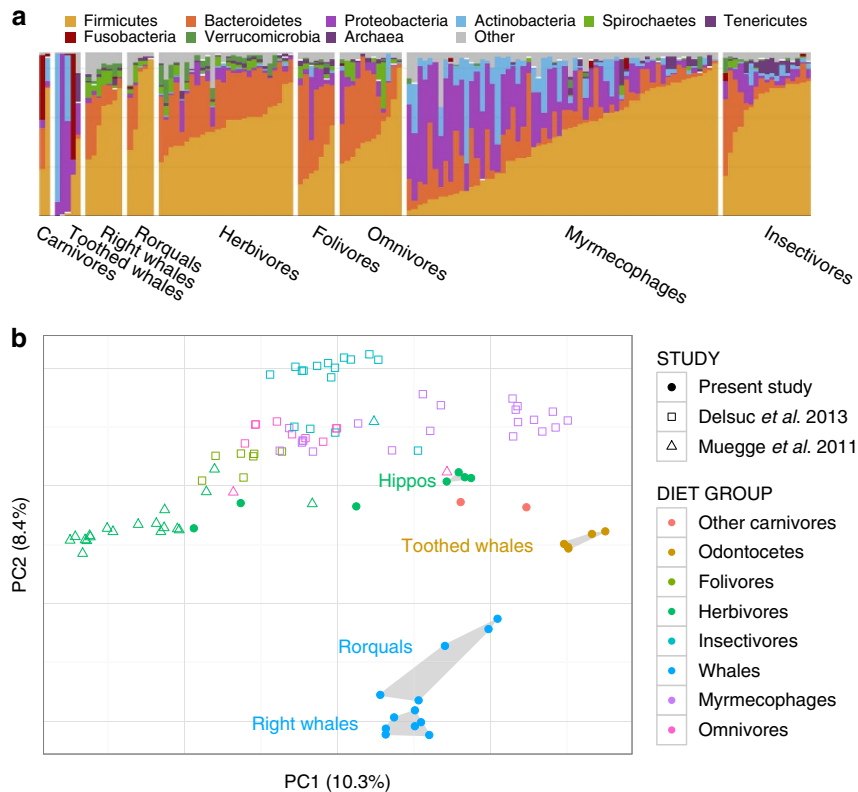 a
Firmicutes Bacteroidetes Proteobacteria Actinobacteria Spirochaetes Tenericutes
Fusobacteria Verrucomicrobia Archaea Other
Carnivores
Toothed whales
Right whales
Rorquals
Herbivores
Folivores
Omnivores
Myrmecophages
Insectivores
b
PC2 (8.4%)
Hippos
Toothed whales
Rorquals
Right whales
PC1 (10.3%)
STUDY
Present study
Delsuc et al. 2013
Muegge et al. 2011
DIET GROUP
Other carnivores
Odontocetes
Folivores
Herbivores
Insectivores
Whales
Myrmecophages
Omnivores